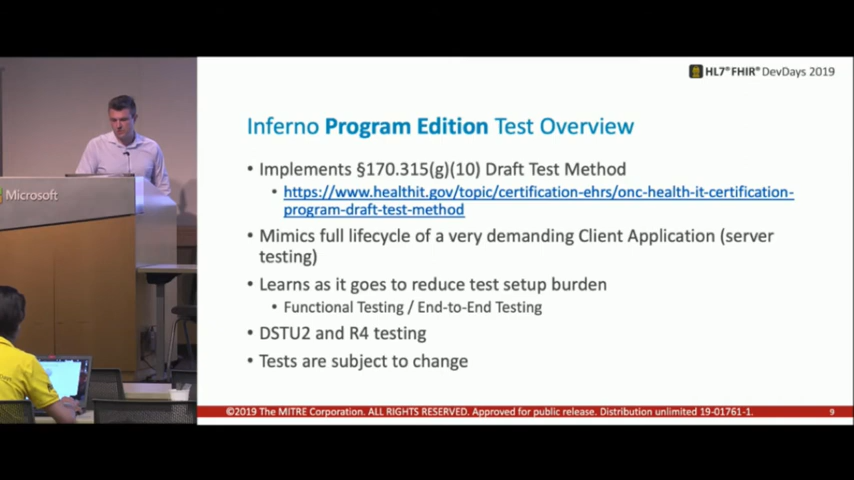 HL7® FHIR® DevDays 2019
Inferno Program Edition Test Overview
• Implements §170.315(g)(10) Draft Test Method
• https://www.healthit.gov/topic/certification-ehrs/onc-health-it-certification-
program-draft-test-method
• Mimics full lifecycle of a very demanding Client Application (server
testing)
• Learns as it goes to reduce test setup burden
• Functional Testing / End-to-End Testing
• DSTU2 and R4 testing
• Tests are subject to change
Microsoft
©2019 The MITRE Corporation. ALL RIGHTS RESERVED. Approved for public release. Distribution unlimited 19-01761-1.
9